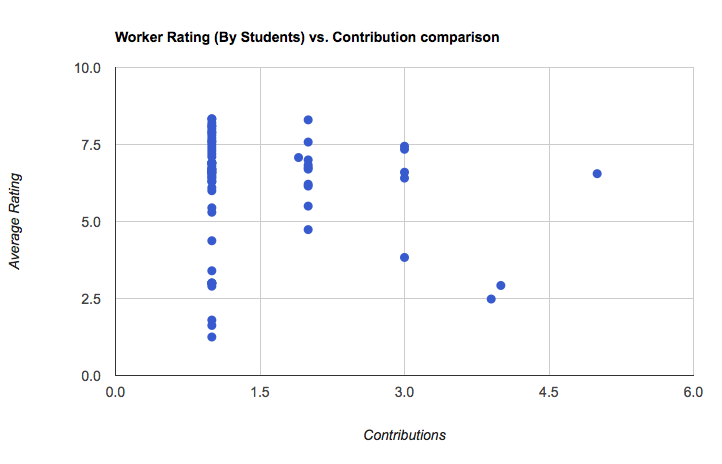 Worker Rating (By Students) vs. Contribution comparison
10.0
7.5
5.0
2.5
0.0
Average Rating
0.0 1.5 3.0 4.5 6.0
Contributions